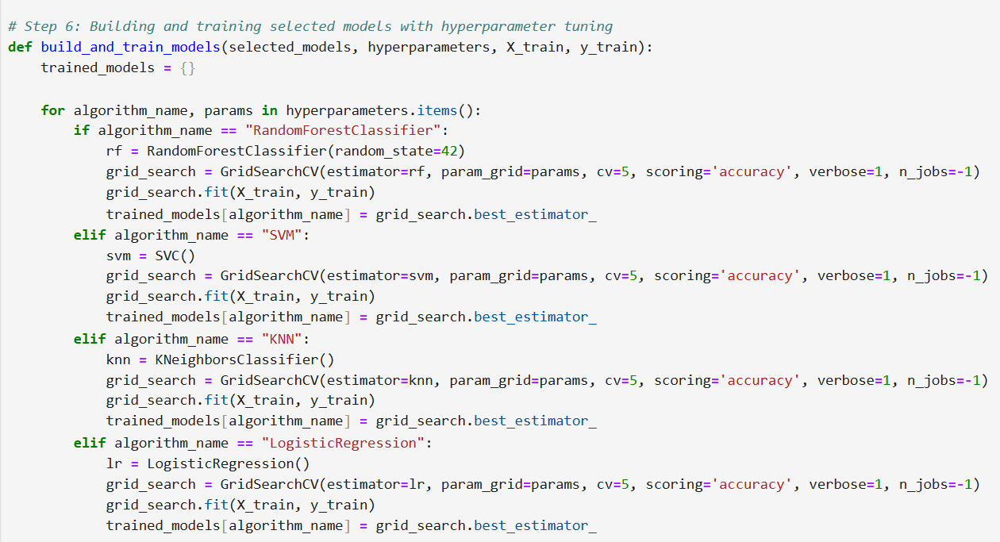 # Step 6: Building and training selected models with hyperparameter tuning
def build_and_train_models(selected_models, hyperparameters, X_train, y_train):
    trained_models = {}

    for algorithm_name, params in hyperparameters.items():
        if algorithm_name == "RandomForestClassifier":
            rf = RandomForestClassifier(random_state=42)
            grid_search = GridSearchCV(estimator=rf, param_grid=params, cv=5, scoring='accuracy', verbose=1, n_jobs=-1)
            grid_search.fit(X_train, y_train)
            trained_models[algorithm_name] = grid_search.best_estimator_
        elif algorithm_name == "SVM":
            svm = SVC()
            grid_search = GridSearchCV(estimator=svm, param_grid=params, cv=5, scoring='accuracy', verbose=1, n_jobs=-1)
            grid_search.fit(X_train, y_train)
            trained_models[algorithm_name] = grid_search.best_estimator_
        elif algorithm_name == "KNN":
            knn = KNeighborsClassifier()
            grid_search = GridSearchCV(estimator=knn, param_grid=params, cv=5, scoring='accuracy', verbose=1, n_jobs=-1)
            grid_search.fit(X_train, y_train)
            trained_models[algorithm_name] = grid_search.best_estimator_
        elif algorithm_name == "LogisticRegression":
            lr = LogisticRegression()
            grid_search = GridSearchCV(estimator=lr, param_grid=params, cv=5, scoring='accuracy', verbose=1, n_jobs=-1)
            grid_search.fit(X_train, y_train)
            trained_models[algorithm_name] = grid_search.best_estimator_